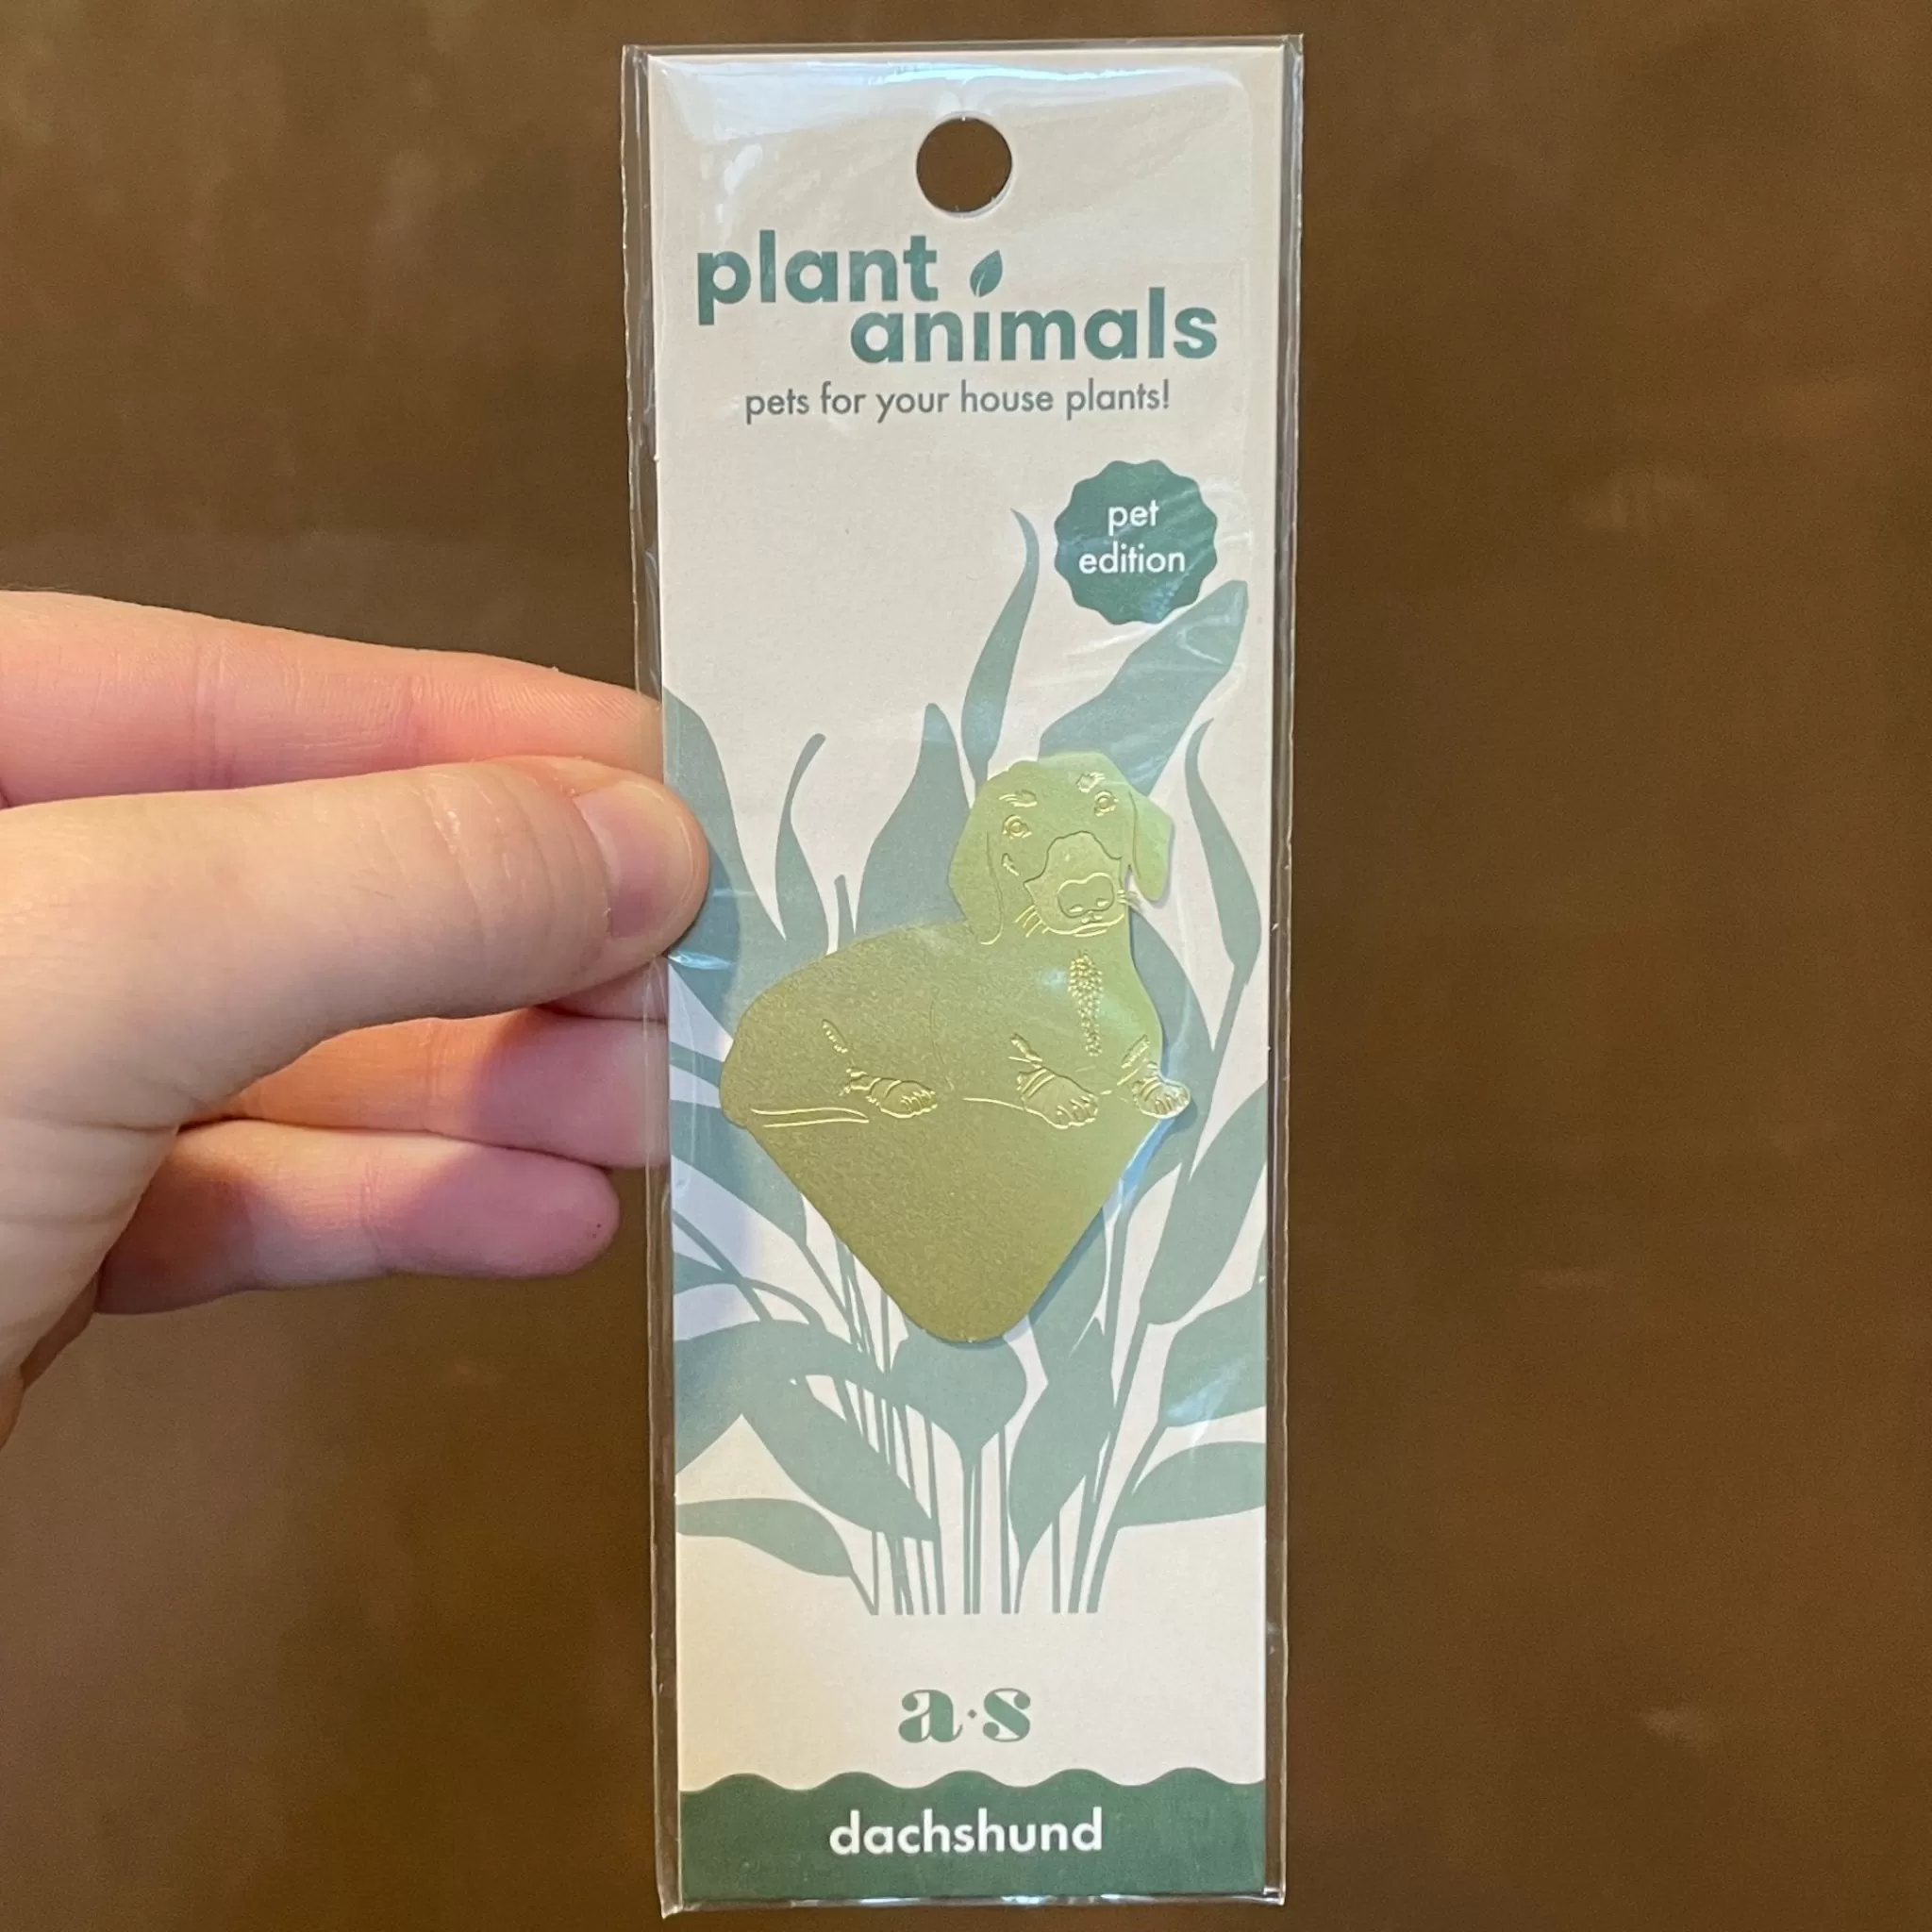 plant
animals
pets for your house plants!
pet
edition
a·s
dachshund